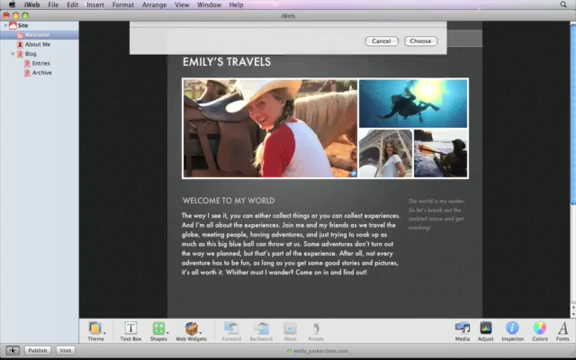 iWeb File Edit Insert Format Arrange View Window Help
iWeb
Site
Welcome
About Me
Blog
Entries
Archive
Cancel Choose
EMILY'S TRAVELS
WELCOME TO MY WORLD
The way I see it, you can either collect things or you can collect experiences.
And I'm all about the experiences. Join me and my friends as we travel the
globe, meeting people, having adventures, and just trying to soak up as
much as this big blue ball can throw at us. Some adventures don't turn out
the way we planned, but that's part of the experience. After all, not every
adventure has to be fun, as long as you get some good stories and pictures,
it's all worth it. Whither must I wander? Come on in and find out!
The world is my oyster.
So let's break out the
cocktail sauce and get
cracking!
Theme Text Box Shapes Web Widgets Forward Backward Mask Rotate Media Adjust Inspector Colors Fonts
Publish Visit